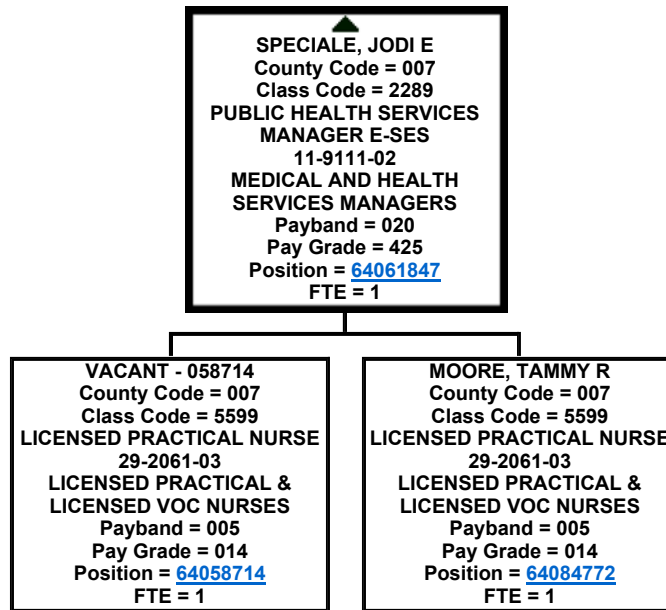 SPECIALE, JODI E
County Code = 007
Class Code = 2289
PUBLIC HEALTH SERVICES
MANAGER E-SES
11-9111-02
MEDICAL AND HEALTH
SERVICES MANAGERS
Payband = 020
Pay Grade = 425
Position = 64061847
FTE = 1
VACANT - 058714
County Code = 007
Class Code = 5599
LICENSED PRACTICAL NURSE
29-2061-03
LICENSED PRACTICAL &
LICENSED VOC NURSES
Payband = 005
Pay Grade = 014
Position = 64058714
FTE = 1
MOORE, TAMMY R
County Code = 007
Class Code = 5599
LICENSED PRACTICAL NURSE
29-2061-03
LICENSED PRACTICAL &
LICENSED VOC NURSES
Payband = 005
Pay Grade = 014
Position = 64084772
FTE = 1